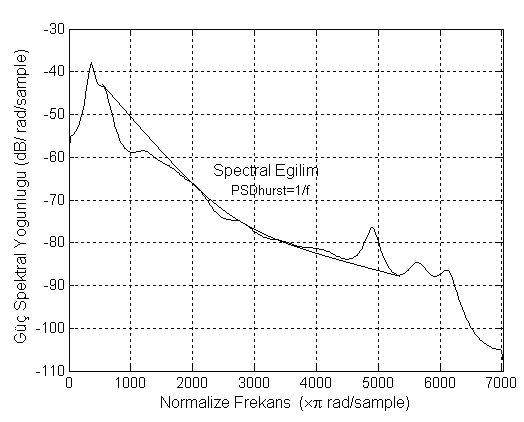 -30
-40
-50
-60
-70
-80
-90
-100
-110
Güç Spektral Yogunlugu (dB/ rad/sample)
Spectral Egilim
PSDhurst=1/f
0 1000 2000 3000 4000 5000 6000 7000
Normalize Frekans (×π rad/sample)